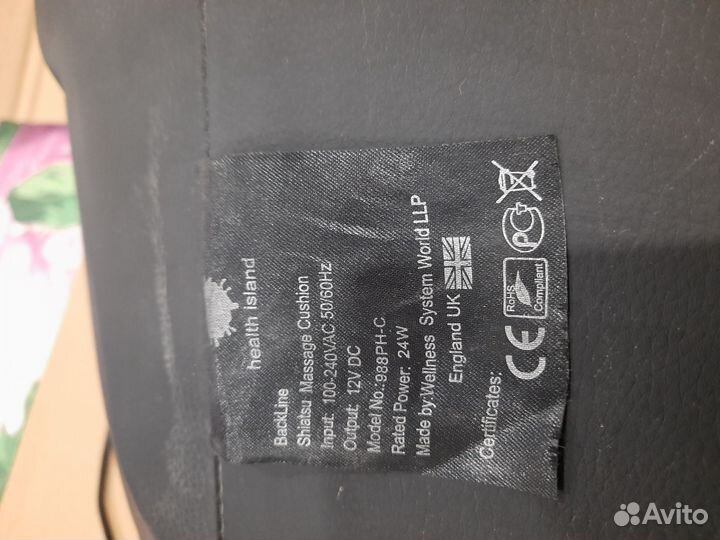 health island
BackLine
Shiatsu Massage Cushion
Input: 100-240VAC 50/60Hz
Output: 12V DC
Model No.:988PH-C
Rated Power: 24W
Made by Wellness System World LLP
England UK
Certificates:
CE
RoHS
Compliant
PC
Avito